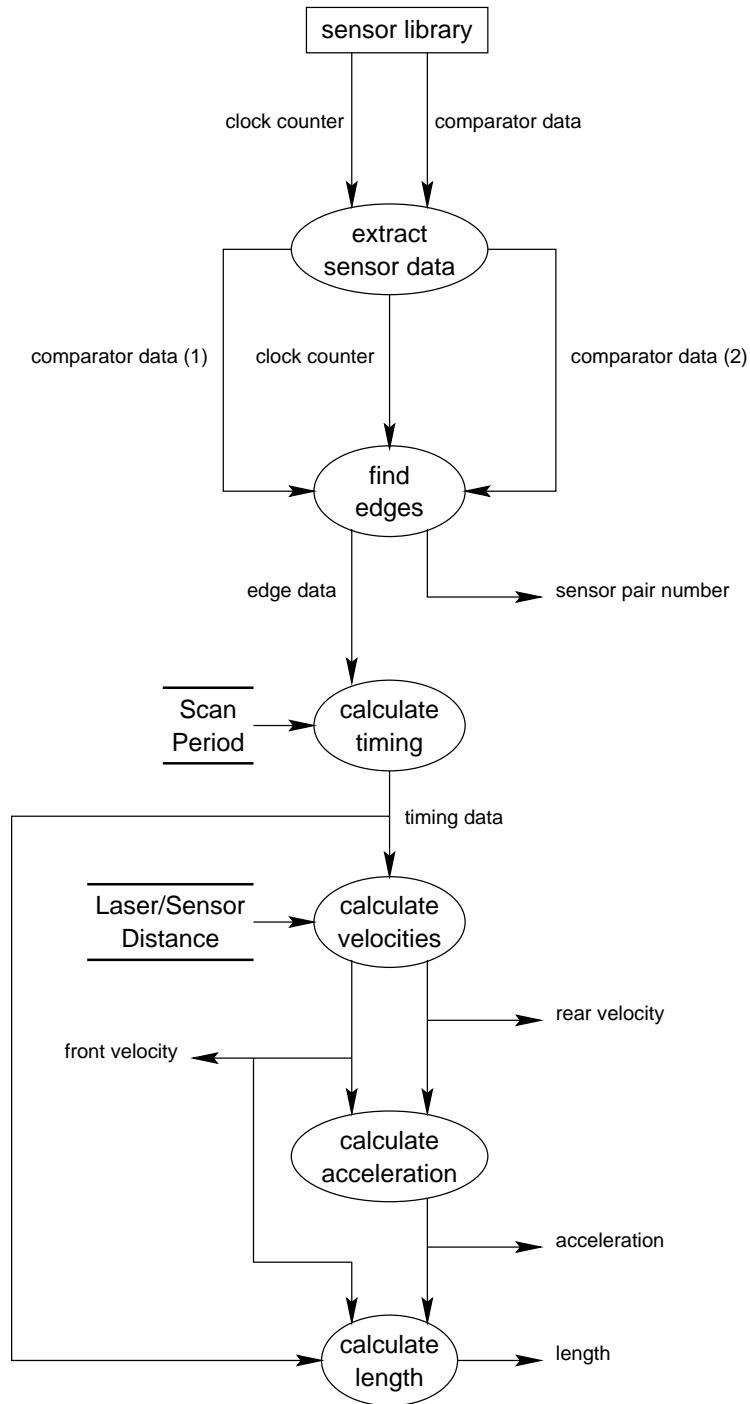 sensor library
clock counter
comparator data
extract
sensor data
comparator data (1)
clock counter
comparator data (2)
find
edges
edge data
sensor pair number
Scan
Period
calculate
timing
timing data
Laser/Sensor
Distance
calculate
velocities
rear velocity
front velocity
calculate
acceleration
acceleration
calculate
length
length